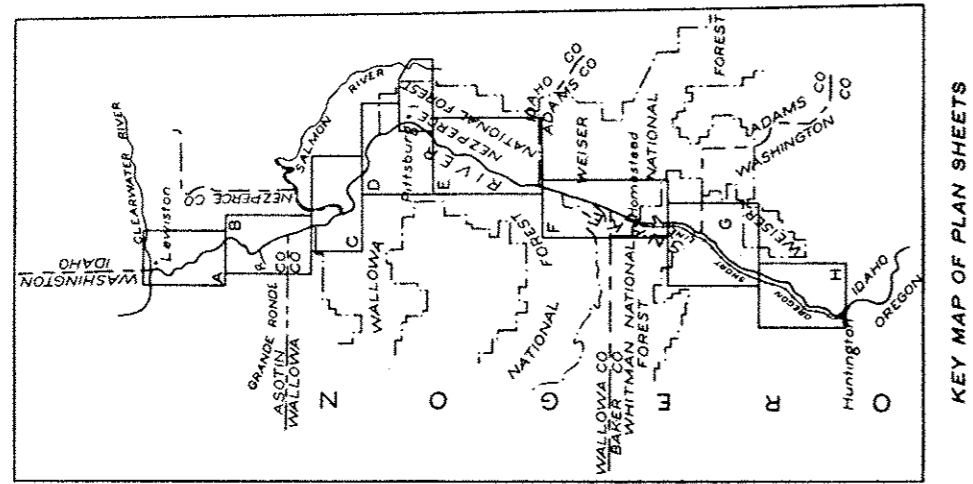 CLEARWATER RIVER
WASHINGTON
IDAHO
Lewiston
A
B
NEZPERCE CO
SALMON
RIVER
GRANDE RONDE
R.
ASOTIN CO
WALLOWA CO
C
D
WALLOWA
Pittsburg
NEZPERCE
NATIONAL FOREST
E
IDAHO CO
ADAMS CO
SNAKE RIVER
NATIONAL
FOREST
F
WEISER
NATIONAL
FOREST
Homestead
WALLOWA CO
BAKER CO
WHITMAN NATIONAL
FOREST
ADAMS CO
WASHINGTON CO
G
WEISER
OREGON SHORT LINE
H
Huntington
IDAHO
OREGON
OREGON
KEY MAP OF PLAN SHEETS